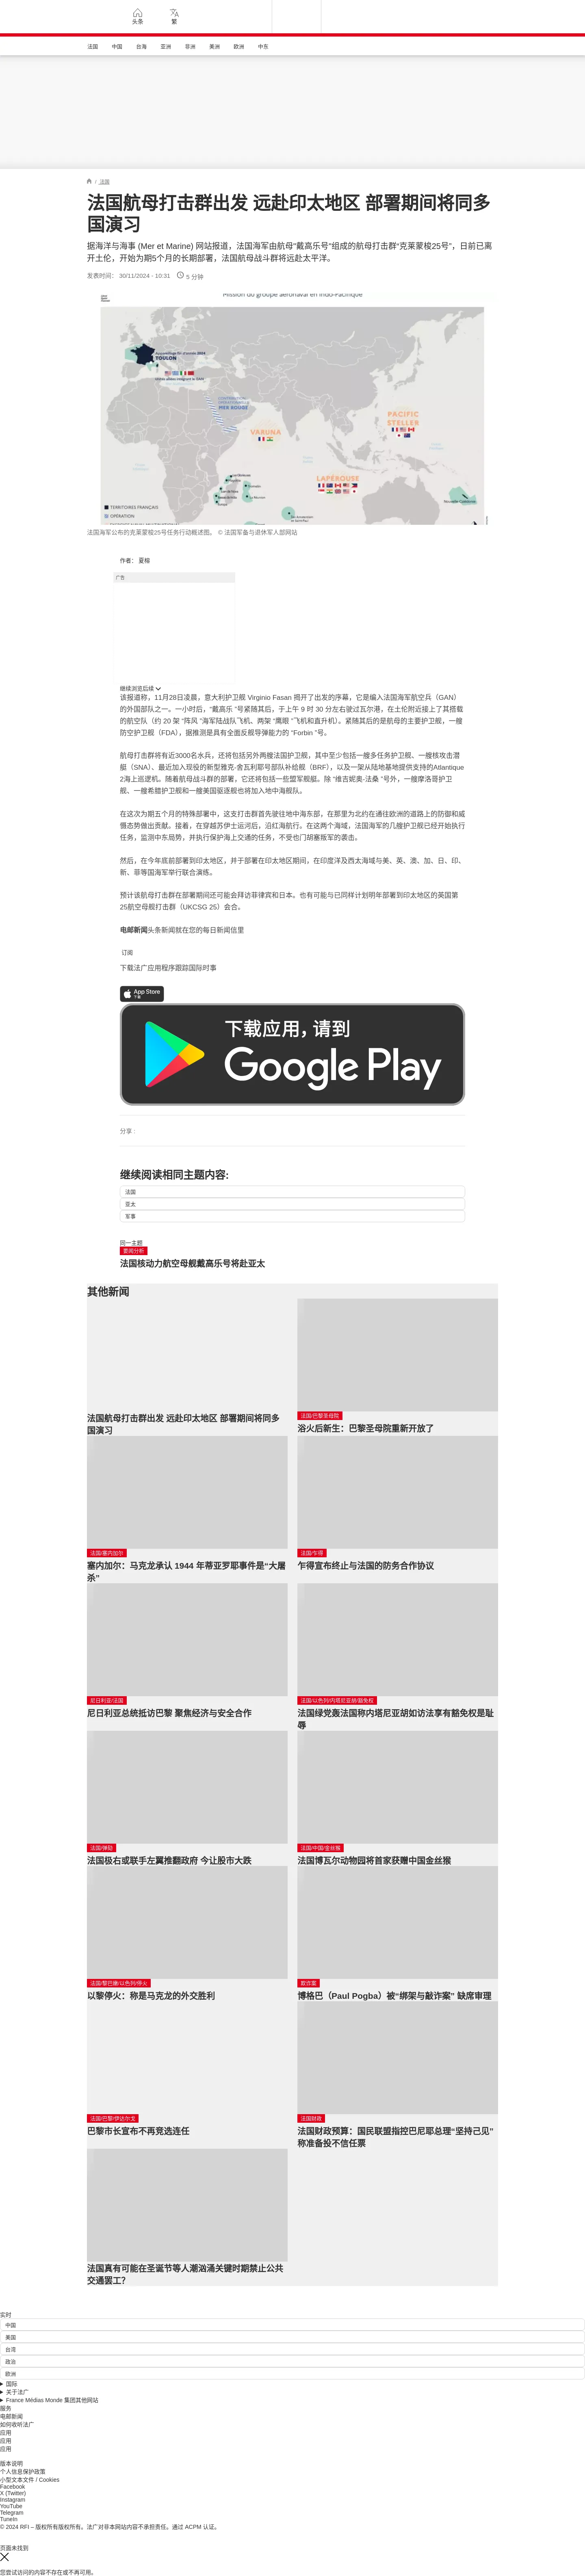 头条
繁
法国 中国 台海 亚洲 非洲 美洲 欧洲 中东
/ 法国
法国航母打击群出发 远赴印太地区 部署期间将同多
国演习
据海洋与海事 (Mer et Marine) 网站报道，法国海军由航母"戴高乐号"组成的航母打击群“克莱蒙梭25号”，日前已离
开土伦，开始为期5个月的长期部署，法国航母战斗群将远赴太平洋。
发表时间： 30/11/2024 - 10:31 5 分钟
Mission du groupe aéronaval en Indo-Pacifique
TOULON
MER ROUGE
VARUNA
PACIFIC
STELLER
LAPÉROUSE
TERRITOIRES FRANÇAIS
OPÉRATION
法国海军公布的克莱蒙梭25号任务行动概述图。 © 法国军备与退休军人部网站
作者： 夏榕
广告
继续浏览后续
该报道称，11月28日凌晨，意大利护卫舰 Virginio Fasan 揭开了出发的序幕，它是编入法国海军航空兵（GAN）
的外国部队之一。一小时后，“戴高乐 ”号紧随其后，于上午 9 时 30 分左右驶过瓦尔港，在土伦附近接上了其搭载
的航空队（约 20 架 “阵风 ”海军陆战队飞机、两架 “鹰眼 ”飞机和直升机）。紧随其后的是航母的主要护卫舰，一艘
防空护卫舰（FDA），据推测是具有全面反舰导弹能力的 “Forbin ”号。
航母打击群将有近3000名水兵，还将包括另外两艘法国护卫舰，其中至少包括一艘多任务护卫舰、一艘核攻击潜
艇（SNA）、最近加入现役的新型雅克-舍瓦利耶号部队补给舰（BRF），以及一架从陆地基地提供支持的Atlantique
2海上巡逻机。随着航母战斗群的部署，它还将包括一些盟军舰艇。除 “维吉妮奥-法桑 ”号外，一艘摩洛哥护卫
舰、一艘希腊护卫舰和一艘美国驱逐舰也将加入地中海舰队。
在这次为期五个月的特殊部署中，这支打击群首先驶往地中海东部，在那里为北约在通往欧洲的道路上的防御和威
慑态势做出贡献。接着，在穿越苏伊士运河后，沿红海航行。在这两个海域，法国海军的几艘护卫舰已经开始执行
任务，监测中东局势，并执行保护海上交通的任务，不受也门胡塞叛军的袭击。
然后，在今年底前部署到印太地区，并于部署在印太地区期间，在印度洋及西太海域与美、英、澳、加、日、印、
新、菲等国海军举行联合演练。
预计该航母打击群在部署期间还可能会拜访菲律宾和日本。也有可能与已同样计划明年部署到印太地区的英国第
25航空母舰打击群（UKCSG 25）会合。
电邮新闻头条新闻就在您的每日新闻信里
订阅
下载法广应用程序跟踪国际时事
App Store
下载
下载应用，请到
Google Play
分享 :
继续阅读相同主题内容:
法国
亚太
军事
同一主题
要闻分析
法国核动力航空母舰戴高乐号将赴亚太
其他新闻
法国航母打击群出发 远赴印太地区 部署期间将同多
国演习
法国/巴黎圣母院
浴火后新生：巴黎圣母院重新开放了
法国/塞内加尔
塞内加尔：马克龙承认 1944 年蒂亚罗耶事件是“大屠
杀”
法国/乍得
乍得宣布终止与法国的防务合作协议
尼日利亚/法国
尼日利亚总统抵访巴黎 聚焦经济与安全合作
法国/以色列/内塔尼亚胡/豁免权
法国绿党轰法国称内塔尼亚胡如访法享有豁免权是耻
辱
法国/弹劾
法国极右或联手左翼推翻政府 今让股市大跌
法国/中国/金丝猴
法国博瓦尔动物园将首家获赠中国金丝猴
法国/黎巴嫩/以色列/停火
以黎停火：称是马克龙的外交胜利
欺诈案
博格巴（Paul Pogba）被“绑架与敲诈案” 缺席审理
法国/巴黎/伊达尔戈
巴黎市长宣布不再竞选连任
法国财政
法国财政预算：国民联盟指控巴尼耶总理“坚持己见”
称准备投不信任票
法国真有可能在圣诞节等人潮汹涌关键时期禁止公共
交通罢工？
实时
中国
美国
台湾
政治
欧洲
国际
关于法广
France Médias Monde 集团其他网站
服务
电邮新闻
如何收听法广
应用
应用
应用
版本说明
个人信息保护政策
小型文本文件 / Cookies
Facebook
X (Twitter)
Instagram
YouTube
Telegram
TuneIn
© 2024 RFI – 版权所有版权所有。法广对非本网站内容不承担责任。通过 ACPM 认证。
页面未找到
您尝试访问的内容不存在或不再可用。